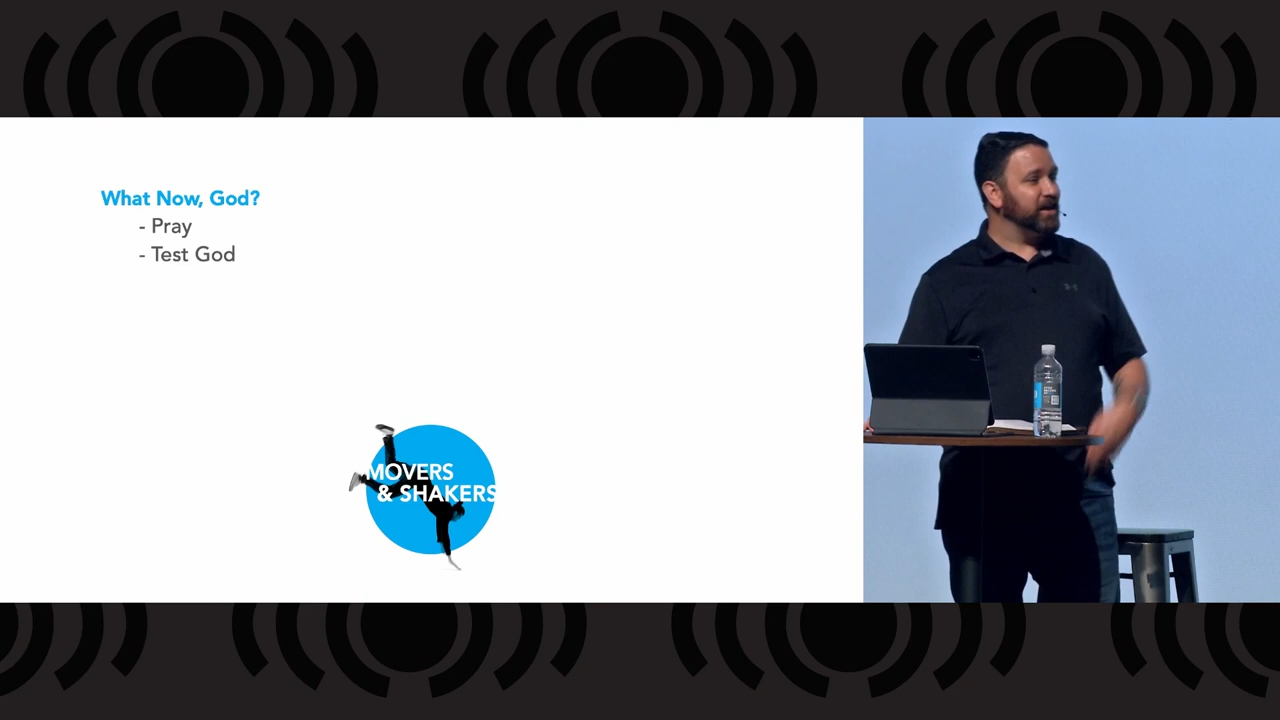 What Now, God?
- Pray
- Test God
MOVERS
& SHAKERS